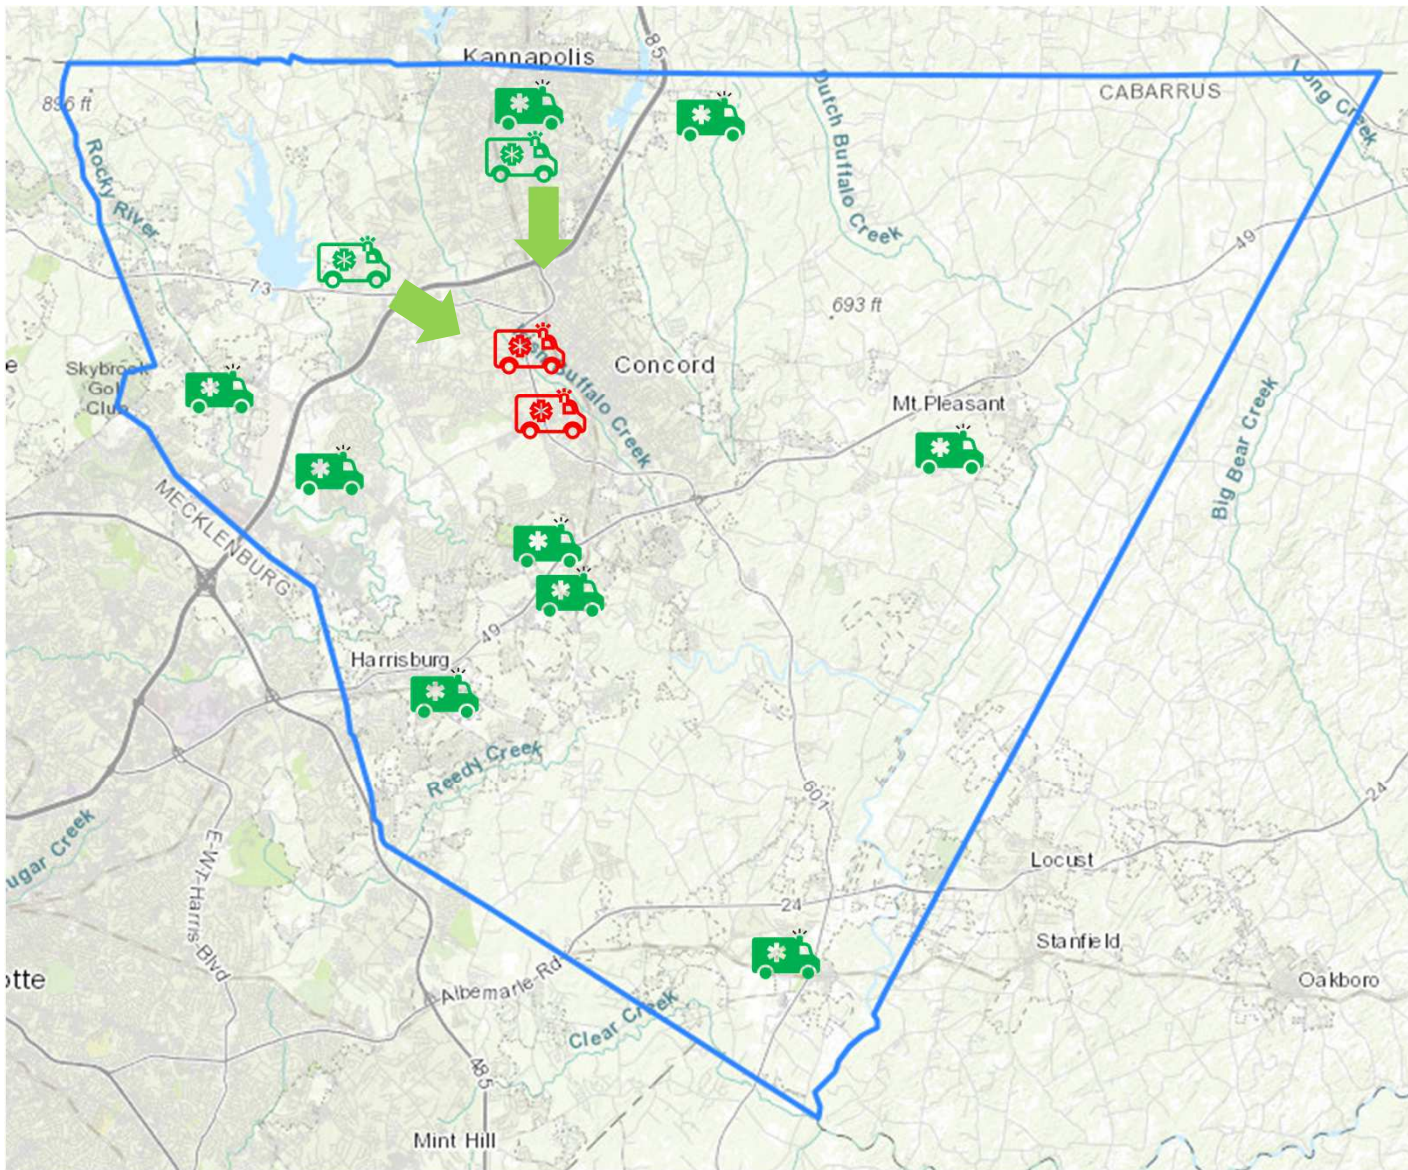 Kannapolis
85
896 ft
CABARRUS
Long Creek
Dutch Buffalo Creek
Rocky River
49
73
693 ft
e
Skybrook
Golf
Club
Concord
Buffalo Creek
Mt.Pleasant
Big Bear Creek
MECKLENBURG
49
Harrisburg
Reedy Creek
601
24
ugar Creek
E-W-T-Harris-Blvd
Locust
24
Stanfield
otte
Albemarle-Rd
Oakboro
Clear Creek
485
Mint Hill